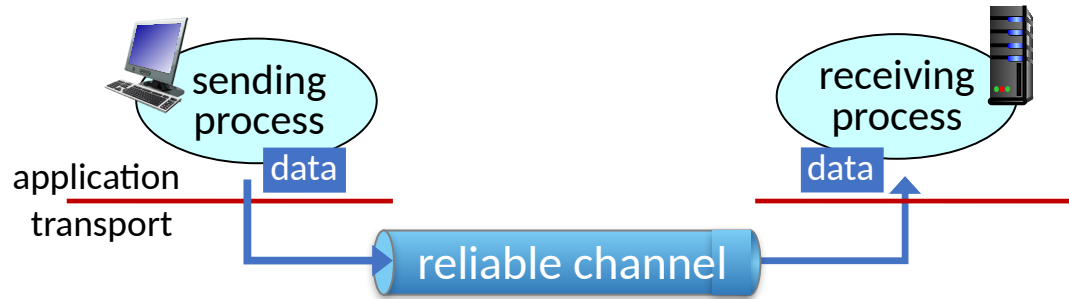 sending
process
receiving
process
data
data
application
transport
reliable channel